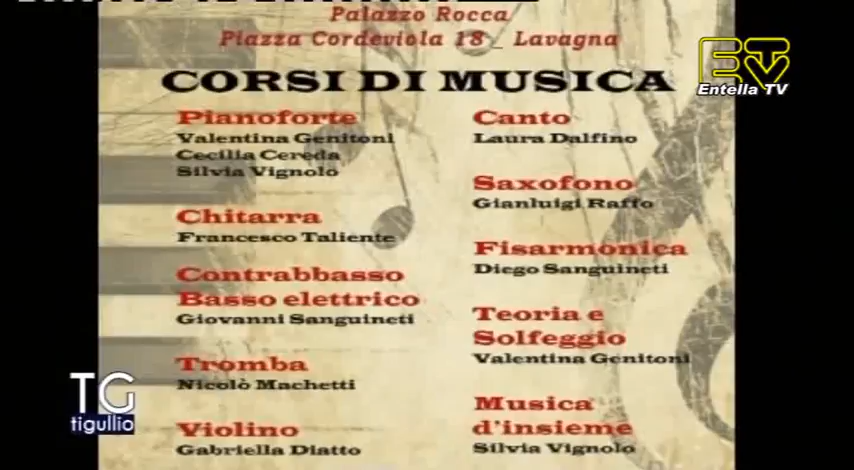 Palazzo Rocca
Piazza Cordeviola 18 _ Lavagna
CORSI DI MUSICA
Pianoforte
Valentina Genitoni
Cecilia Cereda
Silvia Vignolo
Chitarra
Francesco Taliente
Contrabbasso
Basso elettrico
Giovanni Sanguineti
Tromba
Nicolò Machetti
Violino
Gabriella Diatto
Canto
Laura Dalfino
Saxofono
Gianluigi Raffo
Fisarmonica
Diego Sanguineti
Teoria e
Solfeggio
Valentina Genitoni
Musica
d'insieme
Silvia Vignolo
ETV
Entella TV
TG
tigullio